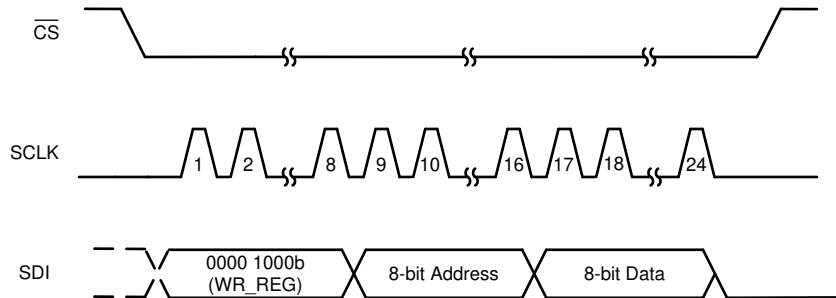 CS
SCLK
1 2 8 9 10 16 17 18 24
SDI
0000 1000b
(WR_REG)
8-bit Address
8-bit Data